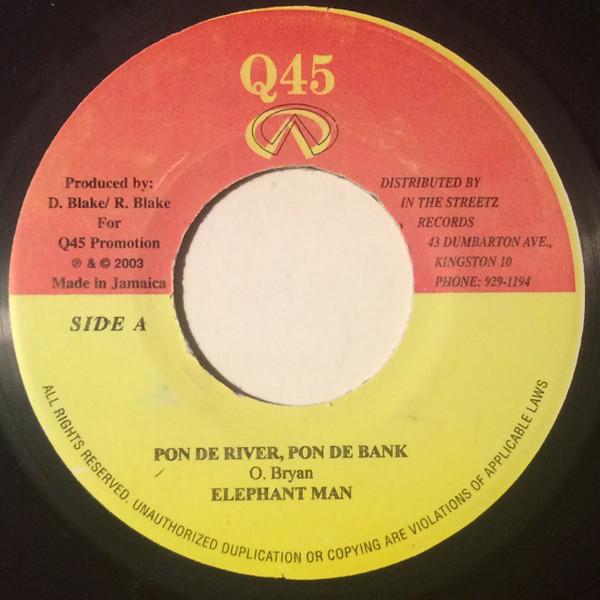 Q45
Produced by:
D. Blake/ R. Blake
For
Q45 Promotion
℗ & © 2003
Made in Jamaica
DISTRIBUTED BY
IN THE STREETZ
RECORDS
43 DUMBARTON AVE.,
KINGSTON 10
PHONE: 929-1194
SIDE A
PON DE RIVER, PON DE BANK
O. Bryan
ELEPHANT MAN
ALL RIGHTS RESERVED. UNAUTHORIZED DUPLICATION OR COPYING ARE VIOLATIONS OF APPLICABLE LAWS